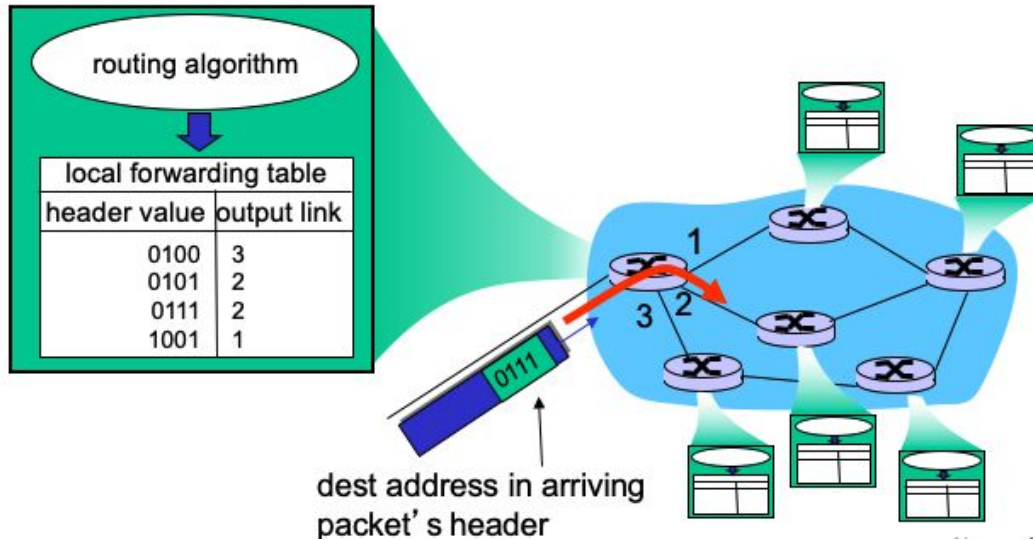 routing algorithm
local forwarding table
header value output link
0100 3
0101 2
0111 2
1001 1
1
2
3
0111
dest address in arriving
packet's header